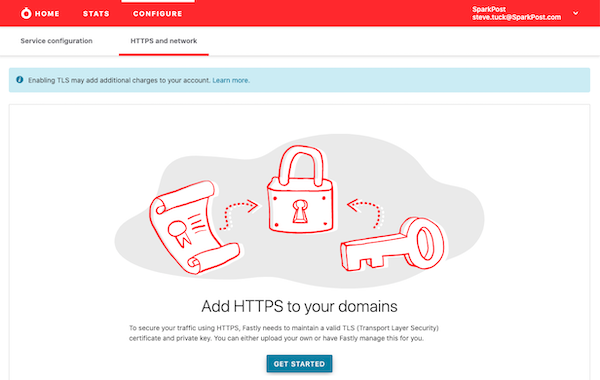 HOME STATS CONFIGURE
SparkPost
steve.tuck@SparkPost.com
Service configuration HTTPS and network
Enabling TLS may add additional charges to your account. Learn more.
Add HTTPS to your domains
To secure your traffic using HTTPS, Fastly needs to maintain a valid TLS (Transport Layer Security)
certificate and private key. You can either upload your own or have Fastly manage this for you.
GET STARTED